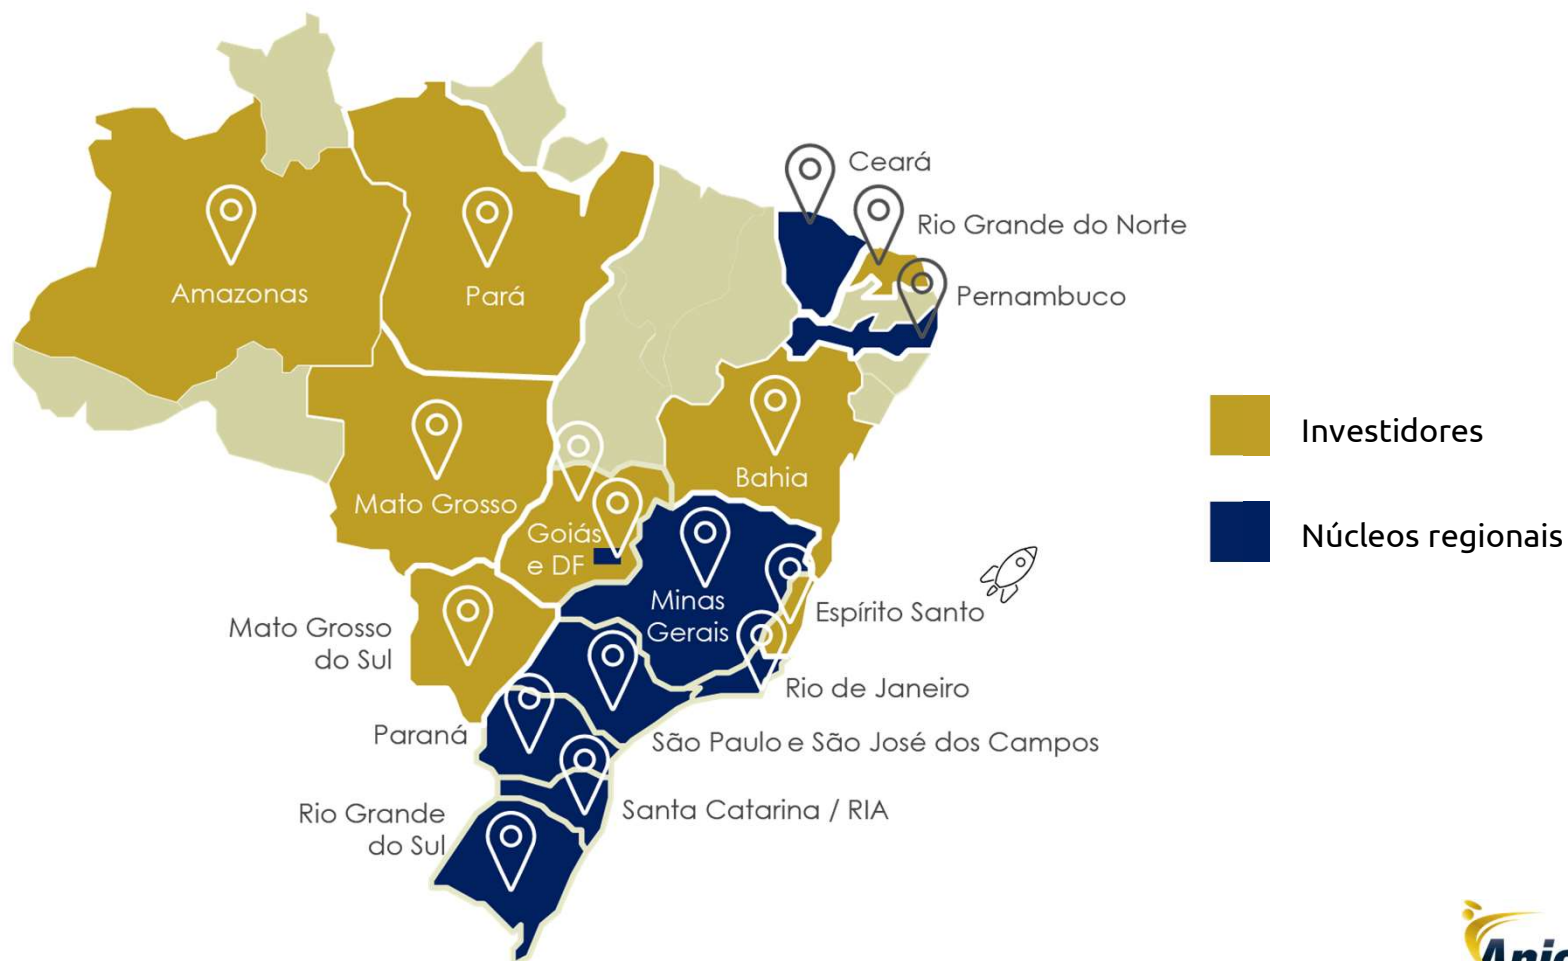 Ceará
Rio Grande do Norte
Pernambuco
Amazonas
Pará
Bahia
Mato Grosso
Goiás
e DF
Minas
Gerais
Espírito Santo
Mato Grosso
do Sul
Rio de Janeiro
Paraná
São Paulo e São José dos Campos
Rio Grande
do Sul
Santa Catarina / RIA
Investidores
Núcleos regionais